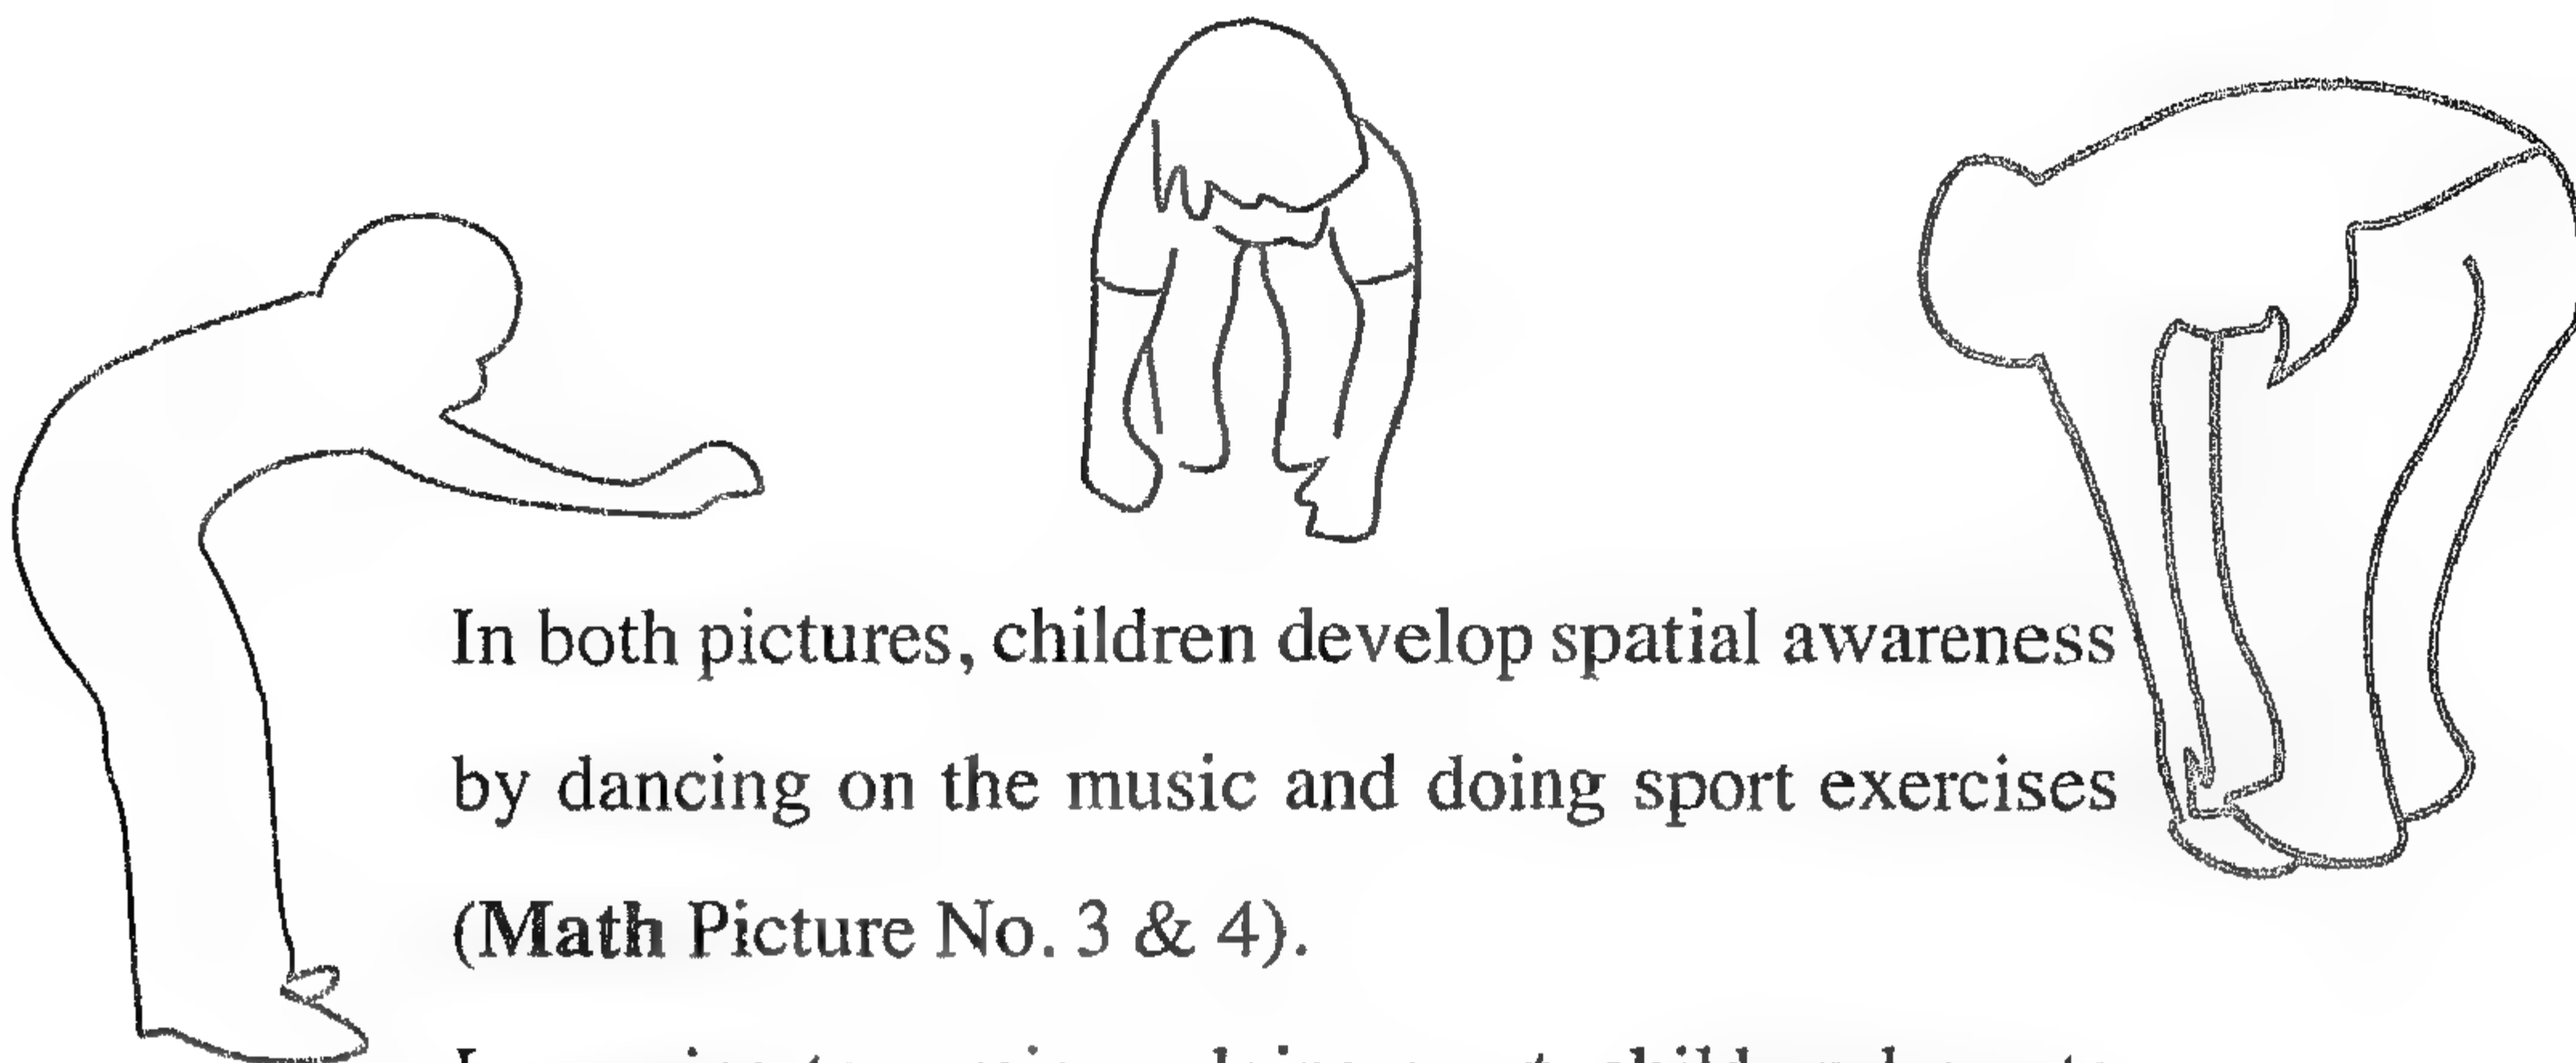 In both pictures, children develop spatial awareness
by dancing on the music and doing sport exercises
(Math Picture No. 3 & 4).